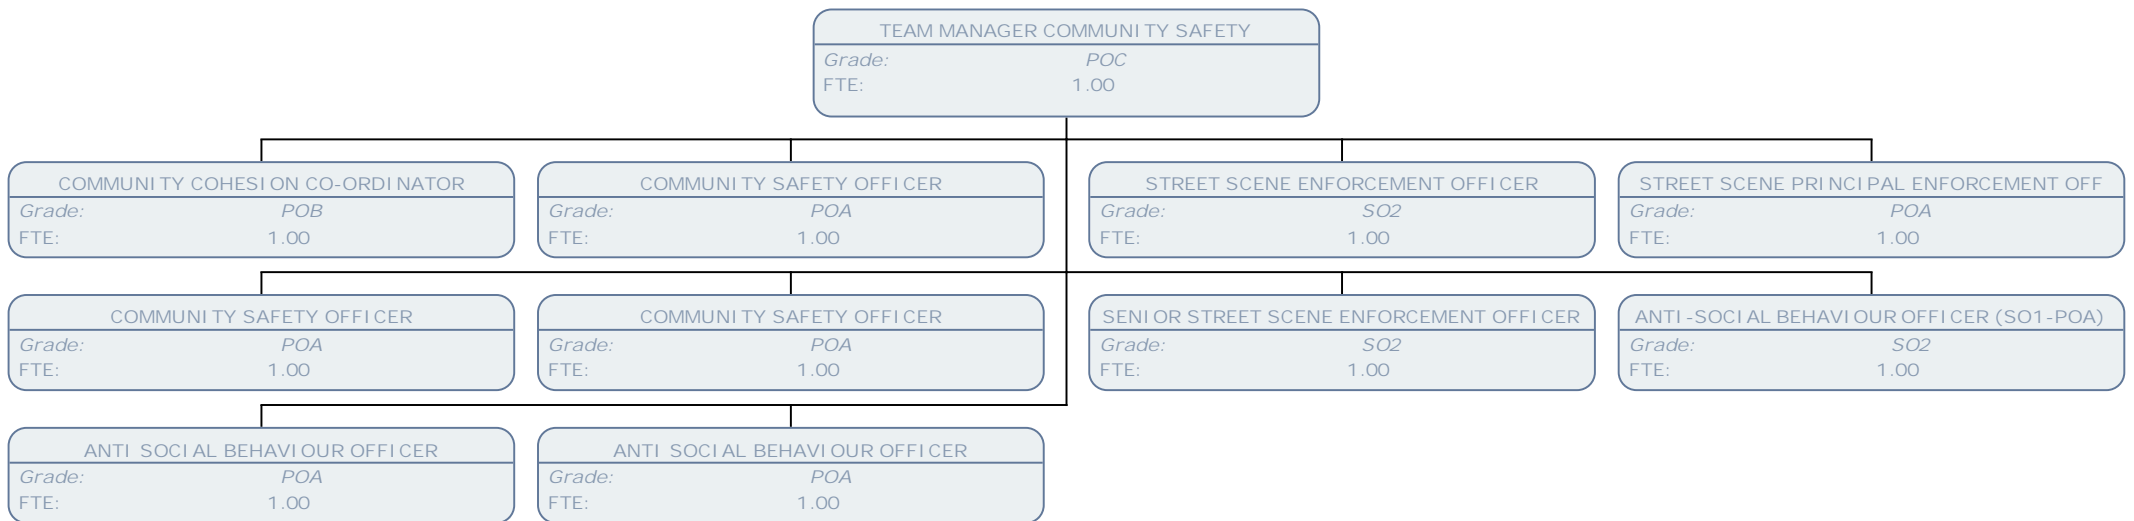 TEAM MANAGER COMMUNITY SAFETY
Grade: POC
FTE: 1.00
COMMUNITY COHESION CO-ORDINATOR
Grade: POB
FTE: 1.00
COMMUNITY SAFETY OFFICER
Grade: POA
FTE: 1.00
STREET SCENE ENFORCEMENT OFFICER
Grade: SO2
FTE: 1.00
STREET SCENE PRINCIPAL ENFORCEMENT OFF
Grade: POA
FTE: 1.00
COMMUNITY SAFETY OFFICER
Grade: POA
FTE: 1.00
COMMUNITY SAFETY OFFICER
Grade: POA
FTE: 1.00
SENIOR STREET SCENE ENFORCEMENT OFFICER
Grade: SO2
FTE: 1.00
ANTI-SOCIAL BEHAVIOUR OFFICER (SO1-POA)
Grade: SO2
FTE: 1.00
ANTI SOCIAL BEHAVIOUR OFFICER
Grade: POA
FTE: 1.00
ANTI SOCIAL BEHAVIOUR OFFICER
Grade: POA
FTE: 1.00